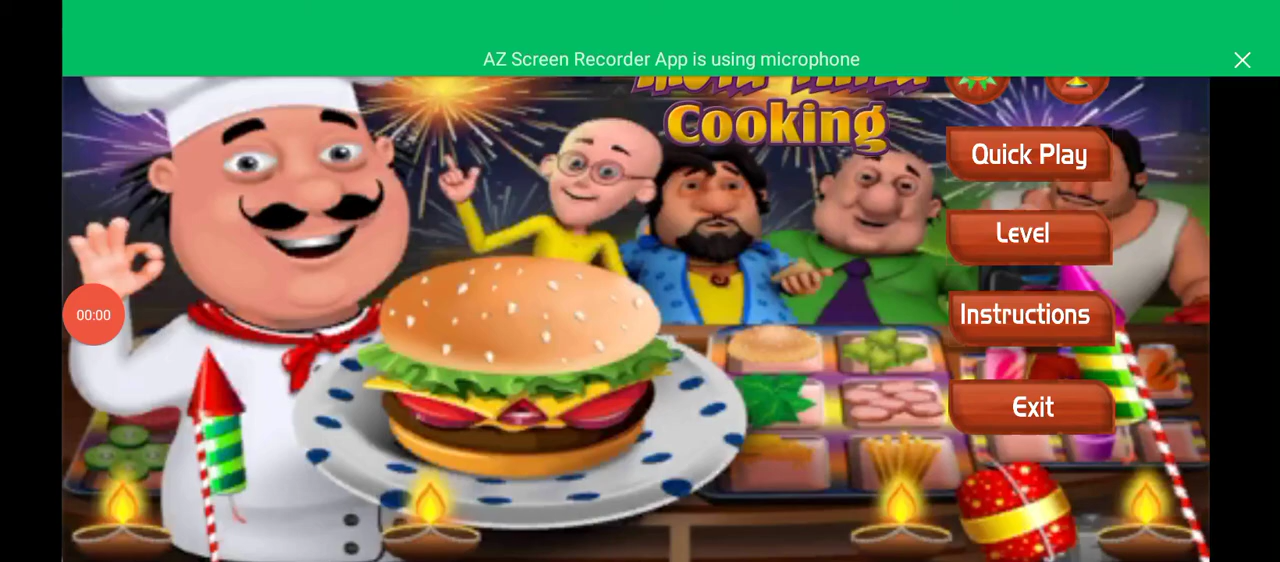 AZ Screen Recorder App is using microphone
Cooking
Quick Play
Level
00:00
Instructions
Exit